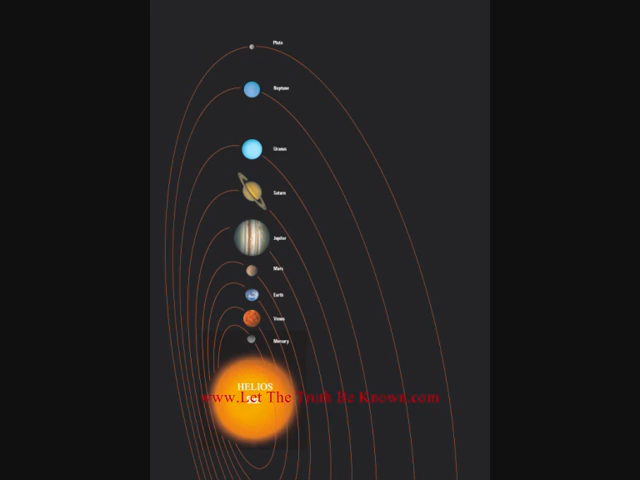 Pluto
Neptune
Uranus
Saturn
Jupiter
Mars
Earth
Venus
Mercury
HELIOS
www.Let The Truth Be Known.com